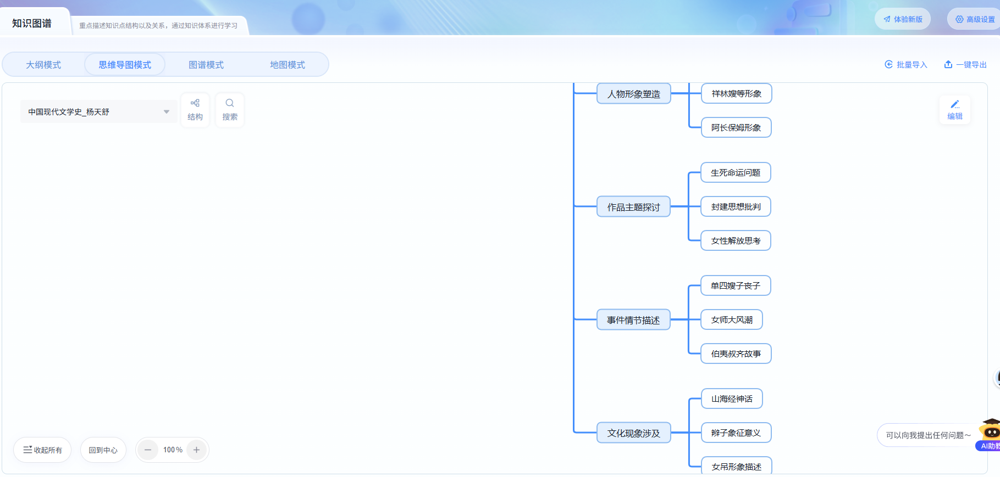 知识图谱
重点描述知识点结构以及关系，通过知识体系进行学习
体验新版
高级设置
大纲模式
思维导图模式
图谱模式
地图模式
批量导入
一键导出
中国现代文学史_杨天舒
结构
搜索
编辑
人物形象塑造
祥林嫂等形象
阿长保姆形象
作品主题探讨
生死命运问题
封建思想批判
女性解放思考
事件情节描述
单四嫂子丧子
女师大风潮
伯夷叔齐故事
文化现象涉及
山海经神话
辫子象征意义
女吊形象描述
收起所有
回到中心
100%
可以向我提出任何问题～
AI助教